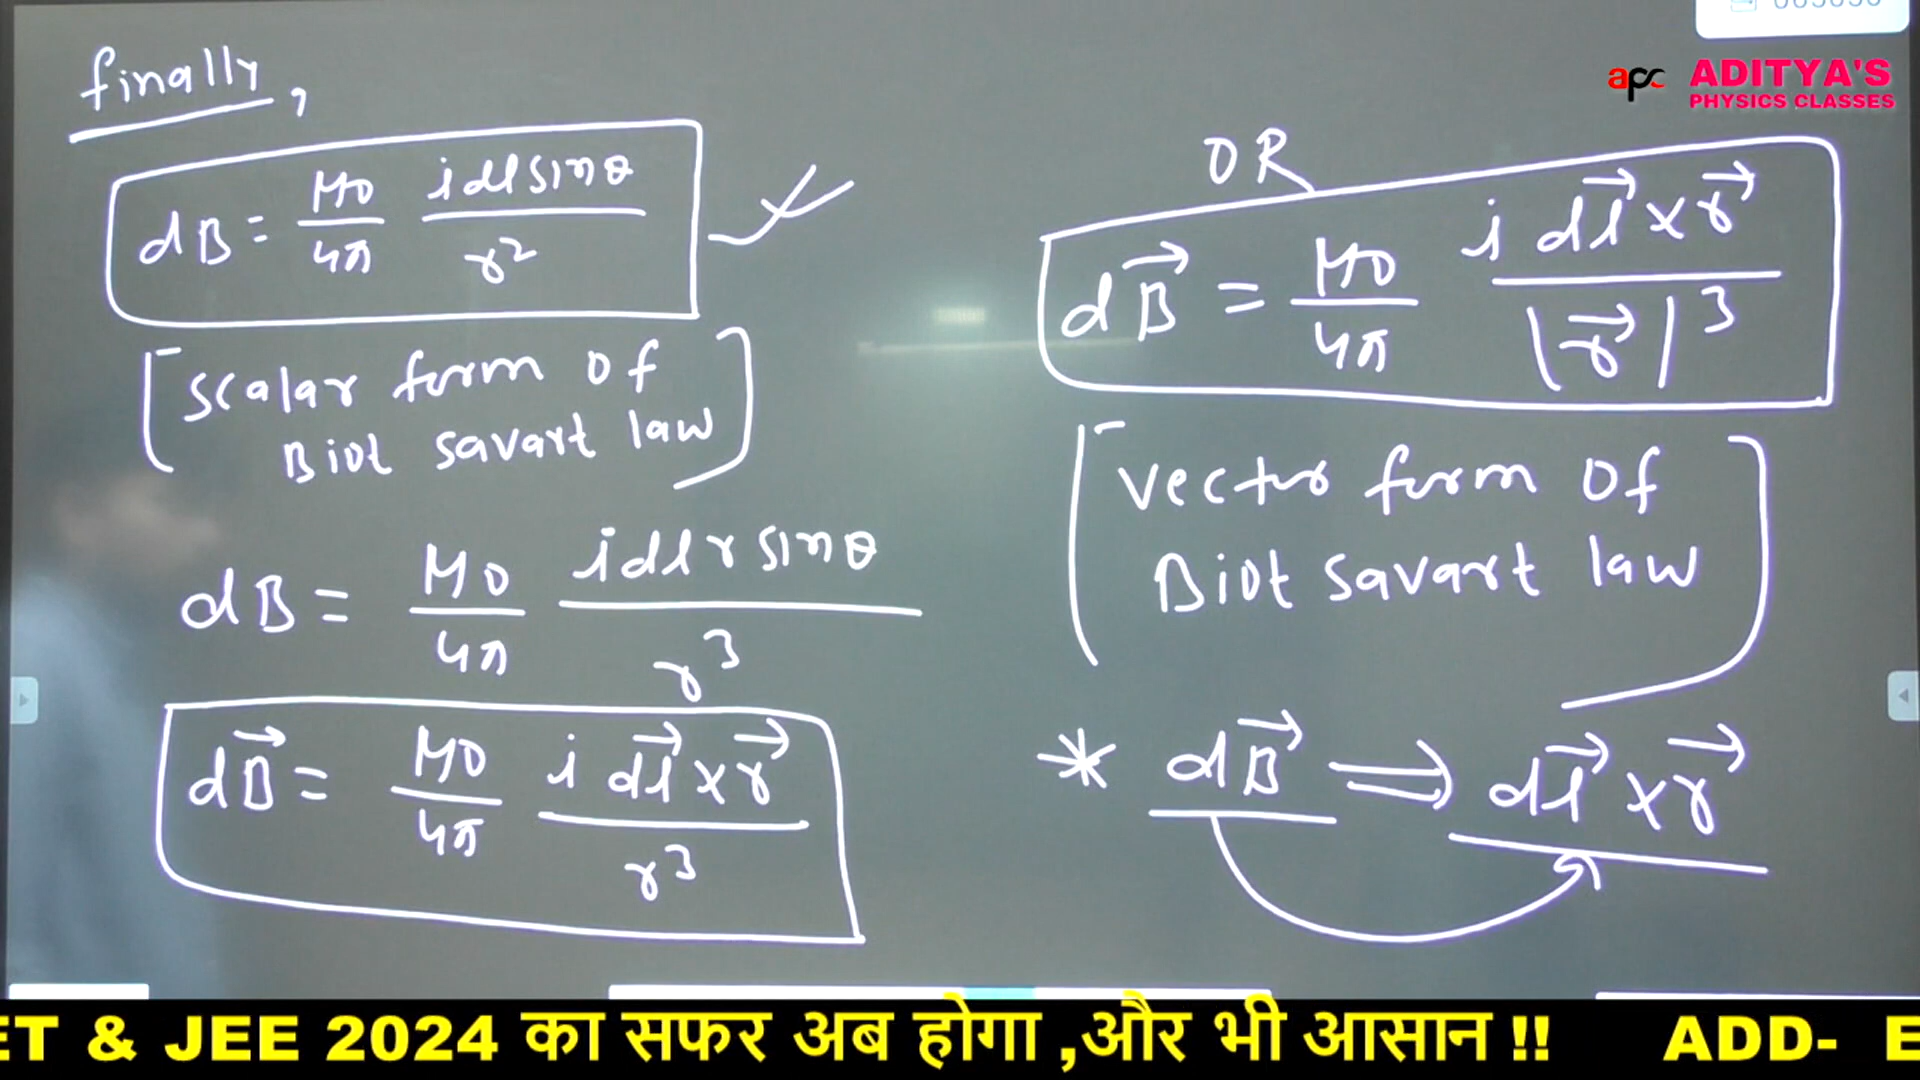 finally,
dB = μ0/4π idl sinθ/r²
[scalar form of
Biot savart law]
dB = μ0/4π idl r sinθ/r³
dB⃗ = μ0/4π i dl⃗ × r⃗/r³
OR
dB⃗ = μ0/4π i dl⃗ × r⃗/|r⃗|³
[vector form of
Biot savart law]
* dB⃗ ⟹ dl⃗ × r⃗
apc ADITYA'S
PHYSICS CLASSES
ET & JEE 2024 का सफर अब होगा ,और भी आसान !! ADD- E